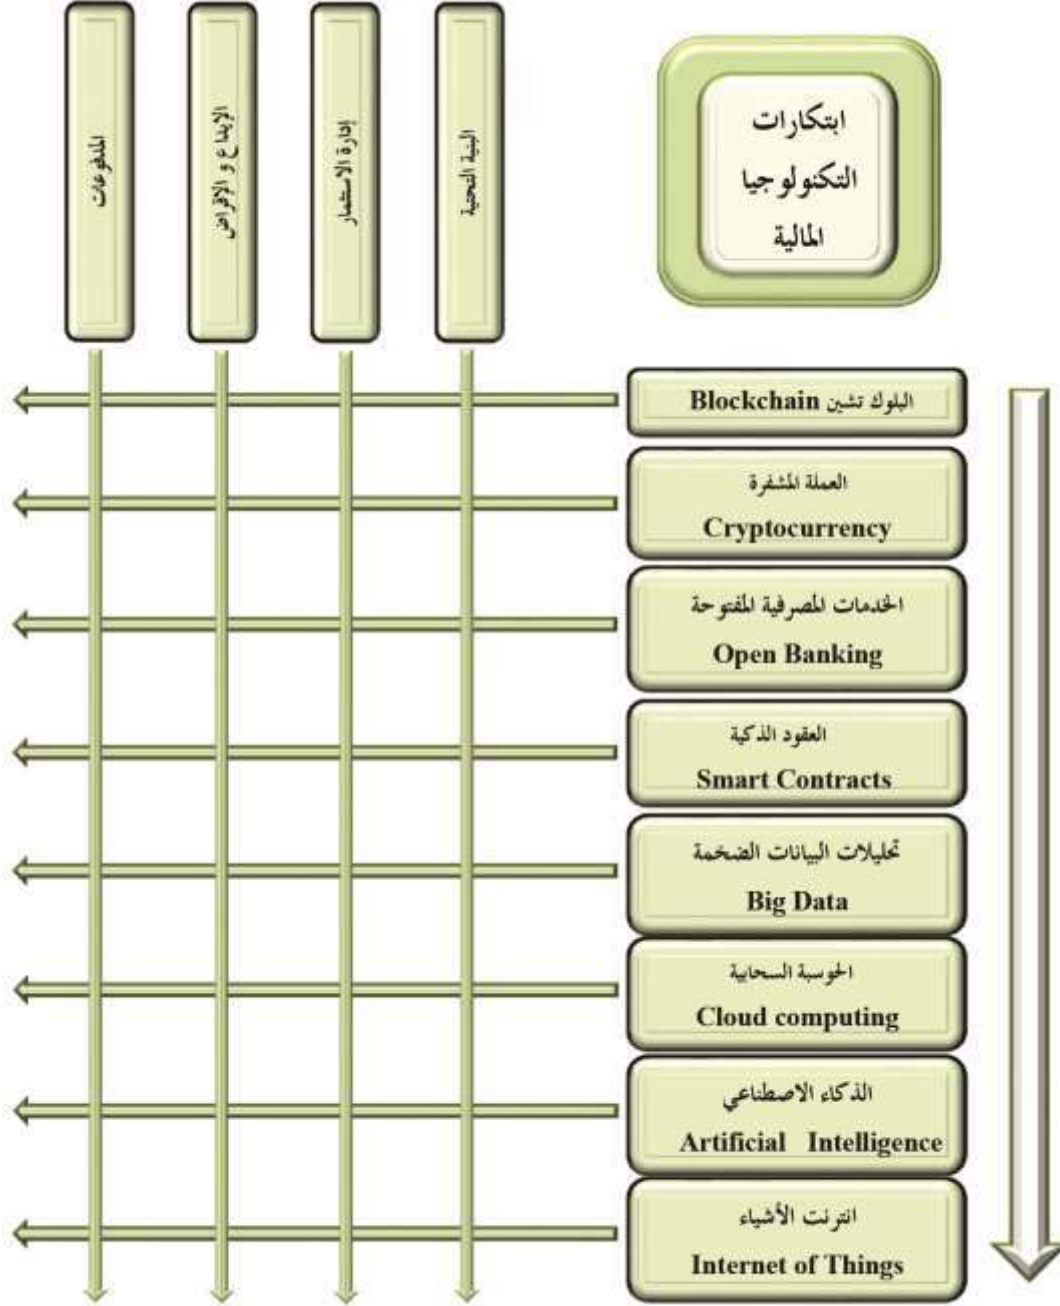 ابتكارات
التكنولوجيا
المالية
البنية التحتية
إدارة الاستثمار
الإيداع و الإقراض
المدفوعات
البلوك تشين Blockchain
العملة المشفرة
Cryptocurrency
الخدمات المصرفية المفتوحة
Open Banking
العقود الذكية
Smart Contracts
تحليلات البيانات الضخمة
Big Data
الحوسبة السحابية
Cloud computing
الذكاء الاصطناعي
Artificial Intelligence
انترنت الأشياء
Internet of Things